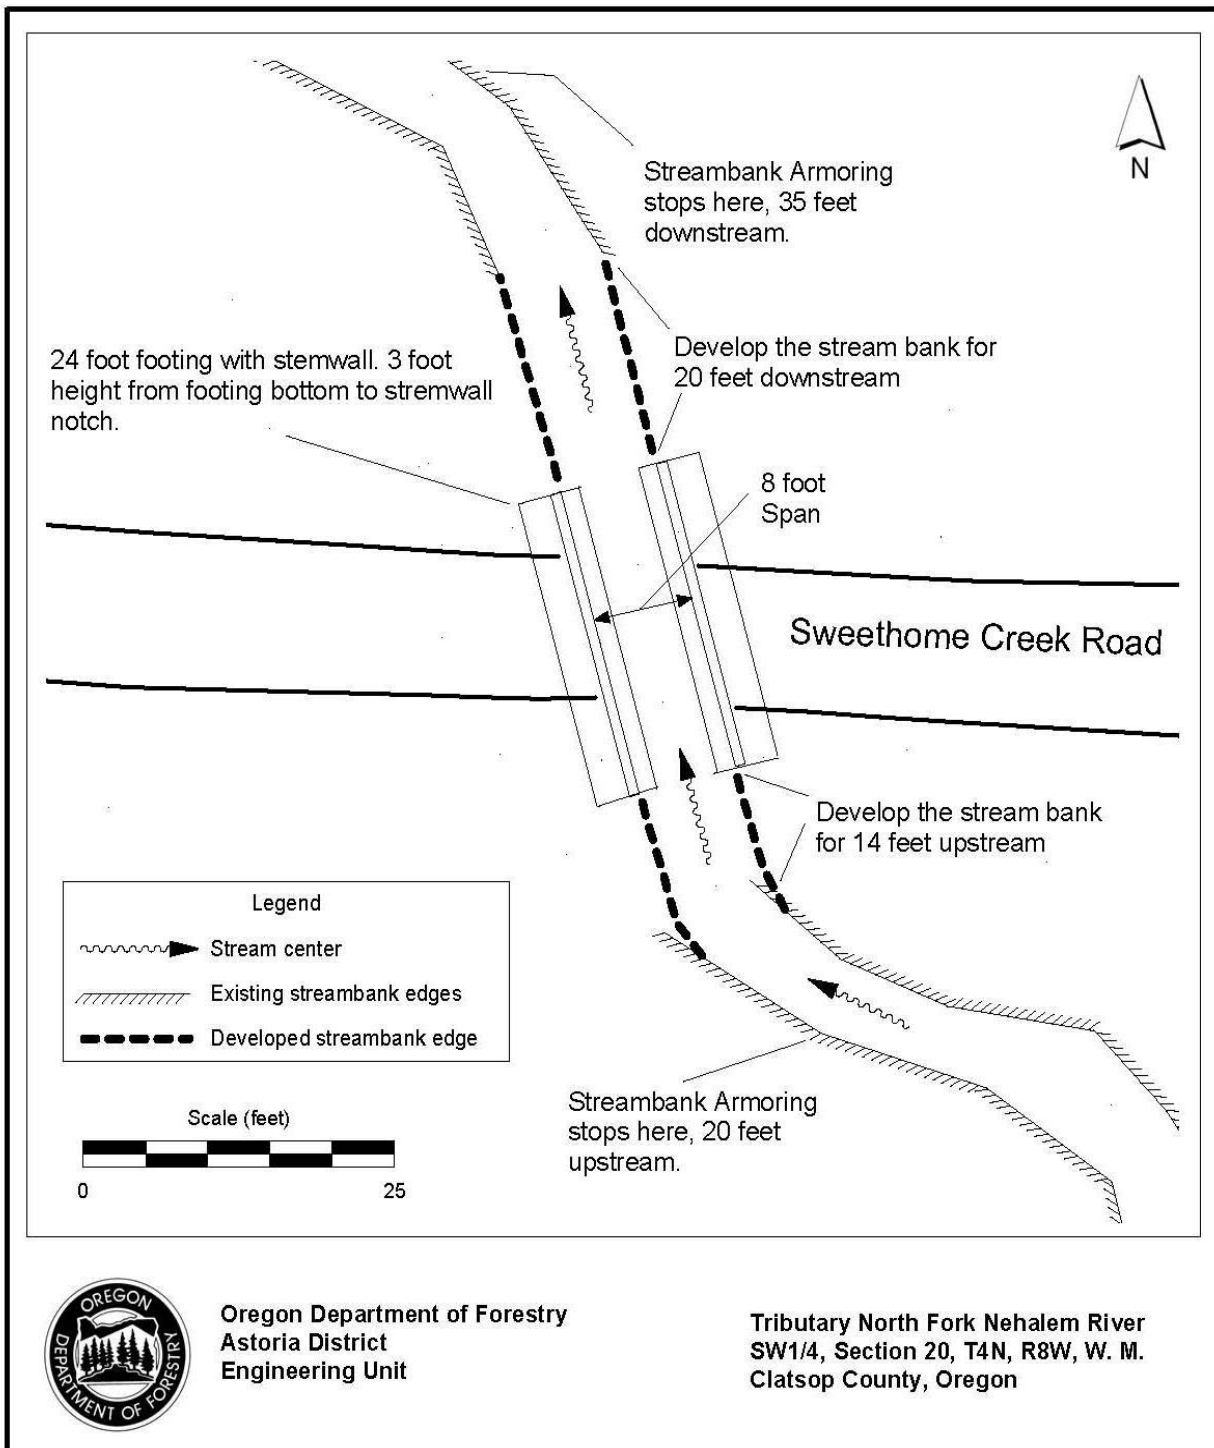 N
Streambank Armoring
stops here, 35 feet
downstream.
Develop the stream bank for
20 feet downstream
24 foot footing with stemwall. 3 foot
height from footing bottom to stremwall
notch.
8 foot
Span
Sweethome Creek Road
Develop the stream bank
for 14 feet upstream
Legend
Stream center
Existing streambank edges
Developed streambank edge
Streambank Armoring
stops here, 20 feet
upstream.
Scale (feet)
0 25
OREGON
DEPARTMENT OF FORESTRY
Oregon Department of Forestry
Astoria District
Engineering Unit
Tributary North Fork Nehalem River
SW1/4, Section 20, T4N, R8W, W. M.
Clatsop County, Oregon